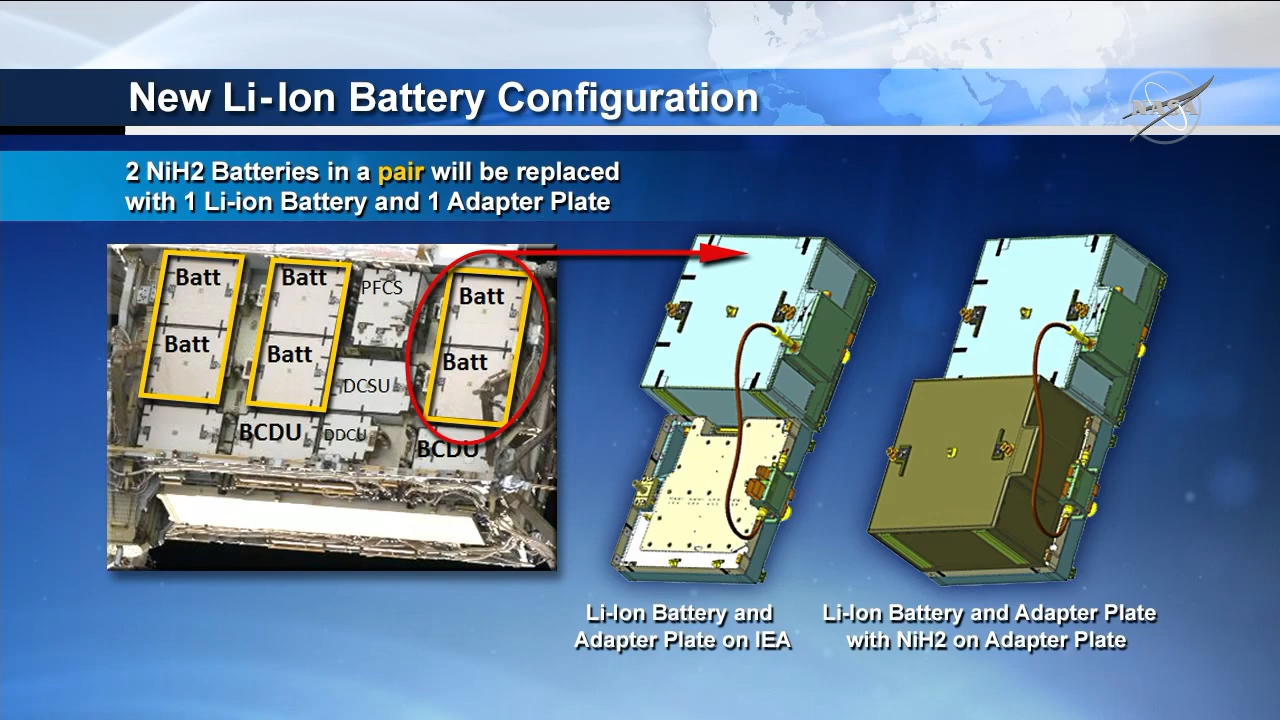 New Li-Ion Battery Configuration
NASA
2 NiH2 Batteries in a pair will be replaced
with 1 Li-ion Battery and 1 Adapter Plate
Batt
Batt
PFCS
Batt
Batt
Batt
Batt
DCSU
BCDU
DDCU
BCDU
Li-Ion Battery and
Adapter Plate on IEA
Li-Ion Battery and Adapter Plate
with NiH2 on Adapter Plate